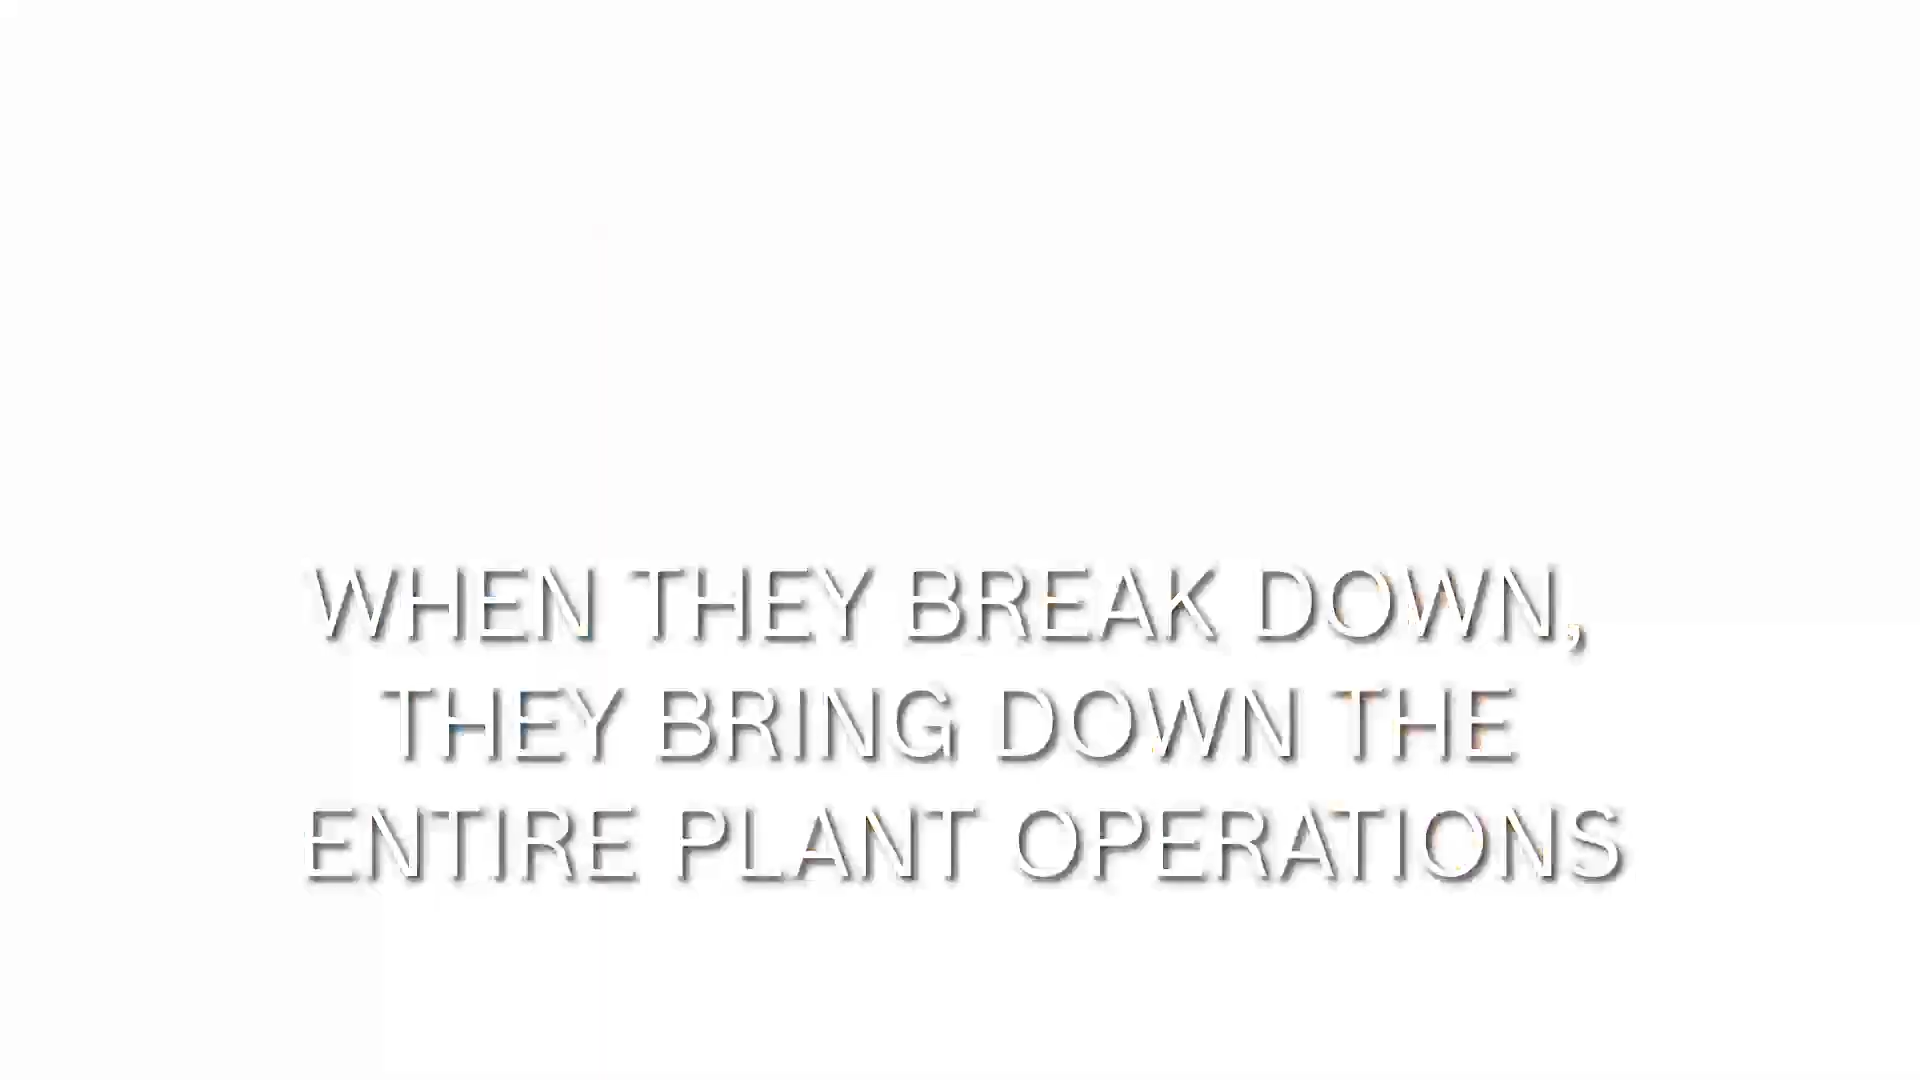 WHEN THEY BREAK DOWN,
THEY BRING DOWN THE
ENTIRE PLANT OPERATIONS